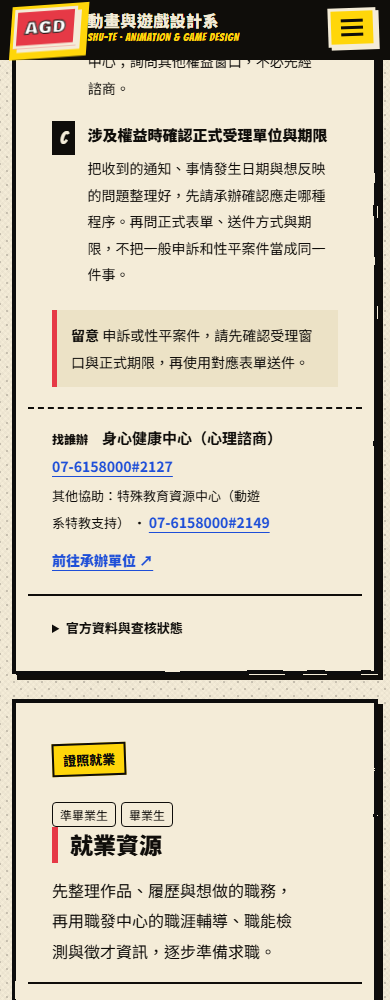 AGD
動畫與遊戲設計系
SHU-TE · ANIMATION & GAME DESIGN
中心；詢問其他權益窗口，不必先經
諮商。
C
涉及權益時確認正式受理單位與期限
把收到的通知、事情發生日期與想反映
的問題整理好，先請承辦確認應走哪種
程序。再問正式表單、送件方式與期
限，不把一般申訴和性平案件當成同一
件事。
留意 申訴或性平案件，請先確認受理窗
口與正式期限，再使用對應表單送件。
找誰辦 身心健康中心（心理諮商）
07-6158000#2127
其他協助：特殊教育資源中心（動遊
系特教支持） · 07-6158000#2149
前往承辦單位 ↗
▶ 官方資料與查核狀態
證照就業
準畢業生 畢業生
就業資源
先整理作品、履歷與想做的職務，
再用職發中心的職涯輔導、職能檢
測與徵才資訊，逐步準備求職。